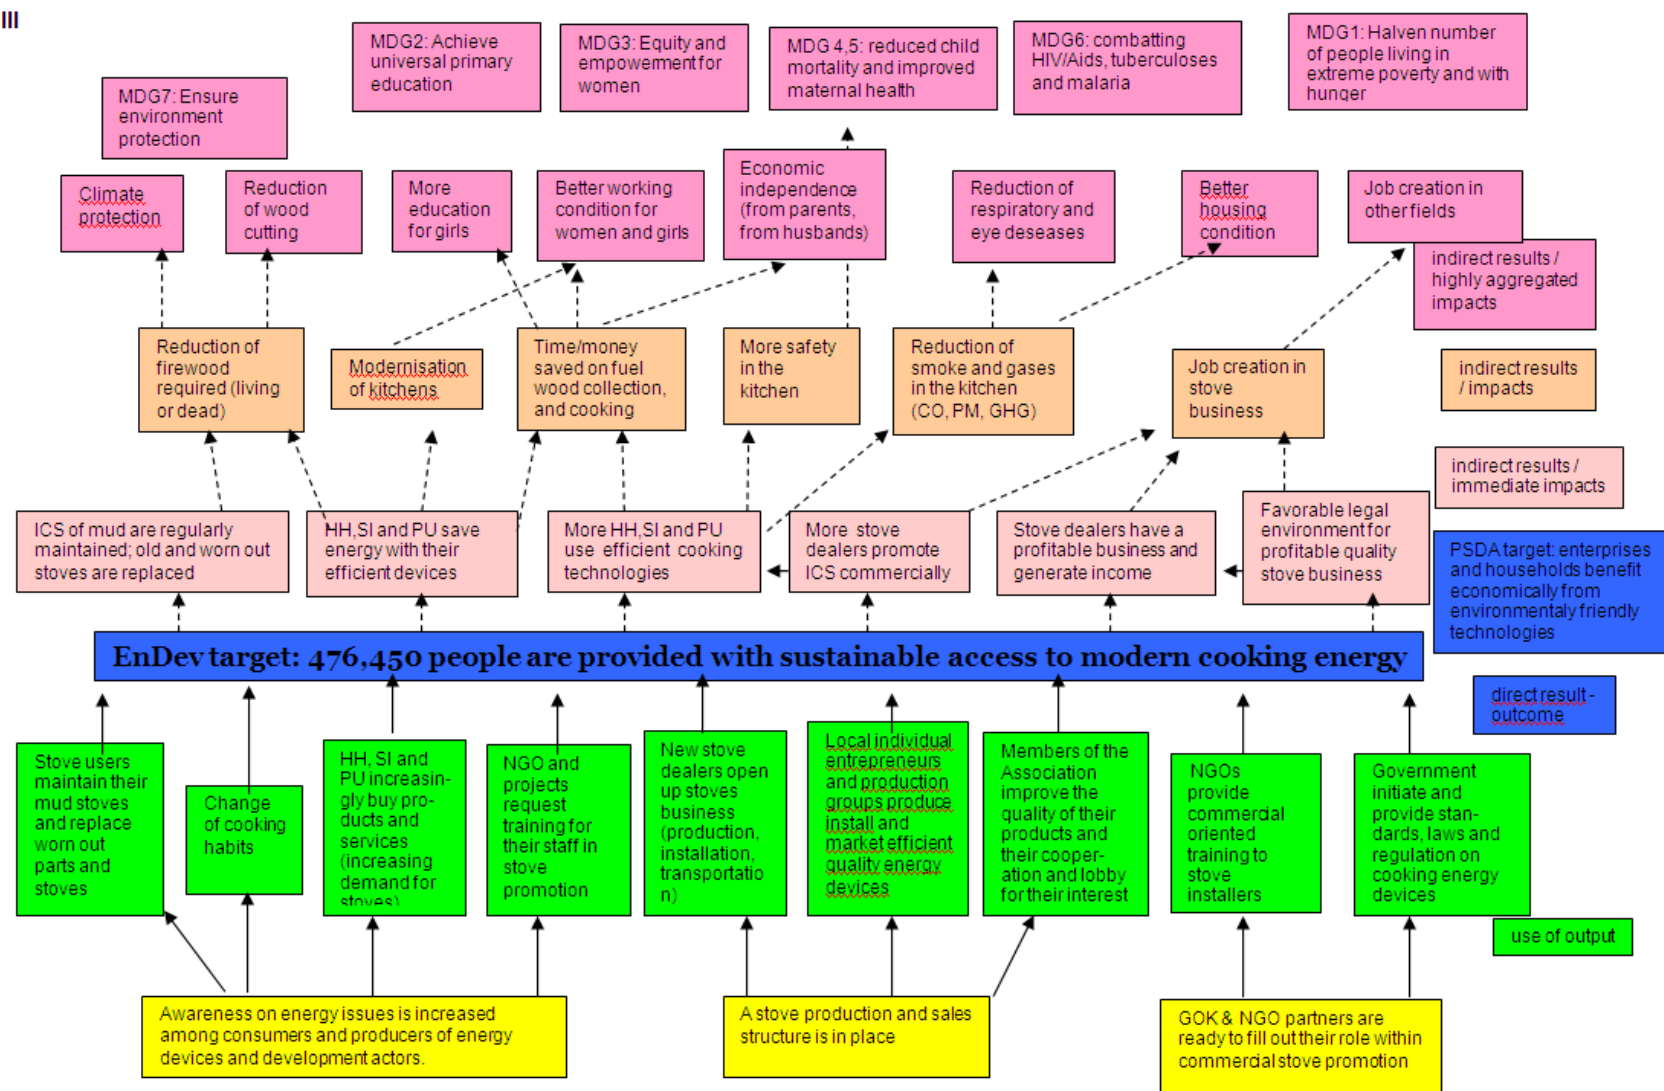 III
MDG2: Achieve
universal primary
education
MDG3: Equity and
empowerment for
women
MDG 4,5: reduced child
mortality and improved
maternal health
MDG6: combatting
HIV/Aids, tuberculoses
and malaria
MDG1: Halven number
of people living in
extreme poverty and with
hunger
MDG7: Ensure
environment
protection
Climate
protection
Reduction
of wood
cutting
More
education
for girls
Better working
condition for
women and girls
Economic
independence
(from parents,
from husbands)
Reduction of
respiratory and
eye deseases
Better
housing
condition
Job creation in
other fields
indirect results /
highly aggregated
impacts
Reduction of
firewood
required (living
or dead)
Modernisation
of kitchens
Time/money
saved on fuel
wood collection,
and cooking
More safety
in the
kitchen
Reduction of
smoke and gases
in the kitchen
(CO, PM, GHG)
Job creation in
stove
business
indirect results
/ impacts
indirect results /
immediate impacts
ICS of mud are regularly
maintained; old and worn out
stoves are replaced
HH,SI and PU save
energy with their
efficient devices
More HH,SI and PU
use efficient cooking
technologies
More stove
dealers promote
ICS commercially
Stove dealers have a
profitable business and
generate income
Favorable legal
environment for
profitable quality
stove business
PSDA target: enterprises
and households benefit
economically from
environmentaly friendly
technologies
EnDev target: 476,450 people are provided with sustainable access to modern cooking energy
direct result -
outcome
Stove users
maintain their
mud stoves
and replace
worn out
parts and
stoves
Change
of cooking
habits
HH, SI and
PU increasin-
gly buy pro-
ducts and
services
(increasing
demand for
stoves)
NGO and
projects
request
training for
their staff in
stove
promotion
New stove
dealers open
up stoves
business
(production,
installation,
transportatio
n)
Local individual
entrepreneurs
and production
groups produce
install and
market efficient
quality energy
devices
Members of the
Association
improve the
quality of their
products and
their cooper-
ation and lobby
for their interest
NGOs
provide
commercial
oriented
training to
stove
installers
Government
initiate and
provide stan-
dards, laws and
regulation on
cooking energy
devices
use of output
Awareness on energy issues is increased
among consumers and producers of energy
devices and development actors.
A stove production and sales
structure is in place
GOK & NGO partners are
ready to fill out their role within
commercial stove promotion